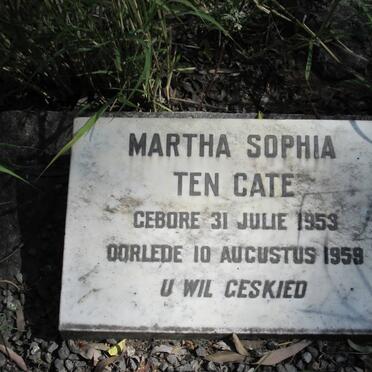 MARTHA SOPHIA
TEN CATE
GEBORE 31 JULIE 1953
OORLEDE 10 AUGUSTUS 1959
U WIL GESKIED